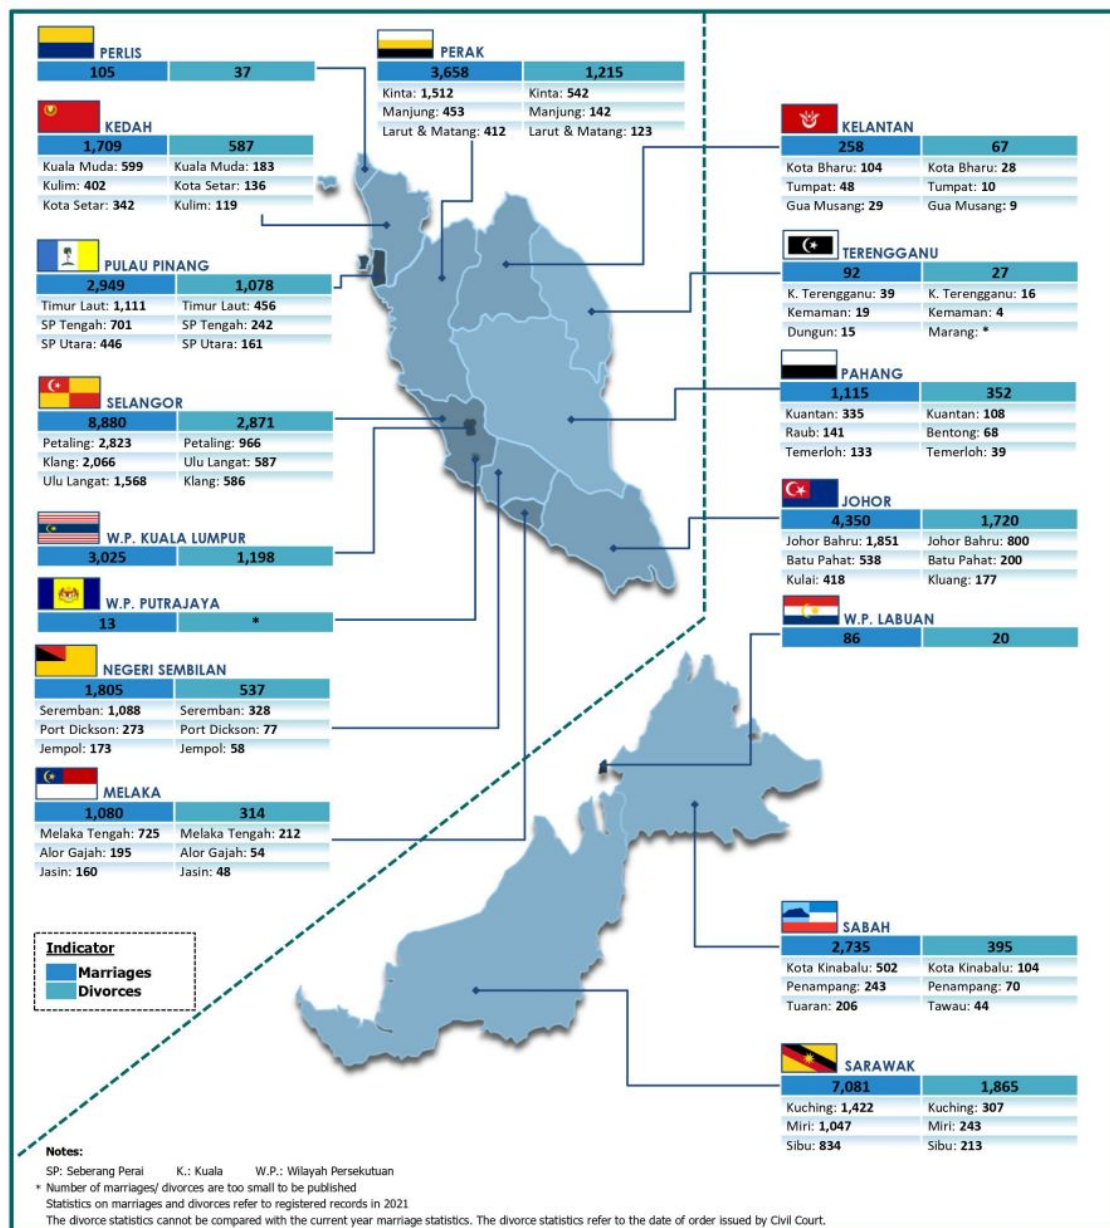 PERLIS
105 37
KEDAH
1,709 587
Kuala Muda: 599 Kuala Muda: 183
Kulim: 402 Kota Setar: 136
Kota Setar: 342 Kulim: 119
PULAU PINANG
2,949 1,078
Timur Laut: 1,111 Timur Laut: 456
SP Tengah: 701 SP Tengah: 242
SP Utara: 446 SP Utara: 161
SELANGOR
8,880 2,871
Petaling: 2,823 Petaling: 966
Klang: 2,066 Ulu Langat: 587
Ulu Langat: 1,568 Klang: 586
W.P. KUALA LUMPUR
3,025 1,198
W.P. PUTRAJAYA
13 *
NEGERI SEMBILAN
1,805 537
Seremban: 1,088 Seremban: 328
Port Dickson: 273 Port Dickson: 77
Jempol: 173 Jempol: 58
MELAKA
1,080 314
Melaka Tengah: 725 Melaka Tengah: 212
Alor Gajah: 195 Alor Gajah: 54
Jasin: 160 Jasin: 48
PERAK
3,658 1,215
Kinta: 1,512 Kinta: 542
Manjung: 453 Manjung: 142
Larut & Matang: 412 Larut & Matang: 123
KELANTAN
258 67
Kota Bharu: 104 Kota Bharu: 28
Tumpat: 48 Tumpat: 10
Gua Musang: 29 Gua Musang: 9
TERENGGANU
92 27
K. Terengganu: 39 K. Terengganu: 16
Kemaman: 19 Kemaman: 4
Dungun: 15 Marang: *
PAHANG
1,115 352
Kuantan: 335 Kuantan: 108
Raub: 141 Bentong: 68
Temerloh: 133 Temerloh: 39
JOHOR
4,350 1,720
Johor Bahru: 1,851 Johor Bahru: 800
Batu Pahat: 538 Batu Pahat: 200
Kulai: 418 Kluang: 177
W.P. LABUAN
86 20
SABAH
2,735 395
Kota Kinabalu: 502 Kota Kinabalu: 104
Penampang: 243 Penampang: 70
Tuaran: 206 Tawau: 44
SARAWAK
7,081 1,865
Kuching: 1,422 Kuching: 307
Miri: 1,047 Miri: 243
Sibu: 834 Sibu: 213
Indicator
Marriages
Divorces
Notes:
SP: Seberang Perai K.: Kuala W.P.: Wilayah Persekutuan
* Number of marriages/ divorces are too small to be published
Statistics on marriages and divorces refer to registered records in 2021
The divorce statistics cannot be compared with the current year marriage statistics. The divorce statistics refer to the date of order issued by Civil Court.